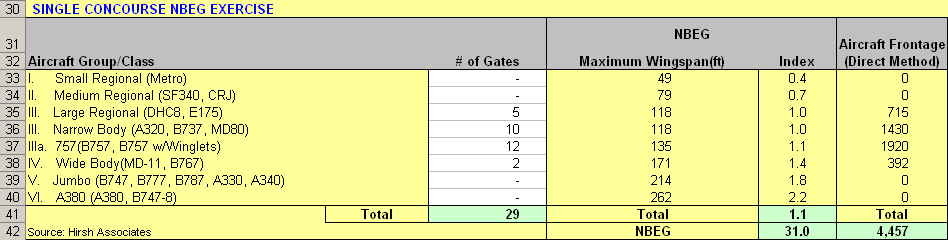 30 SINGLE CONCOURSE NBEG EXERCISE
31 NBEG Aircraft Frontage
32 Aircraft Group/Class # of Gates Maximum Wingspan(ft) Index (Direct Method)
33 I. Small Regional (Metro) - 49 0.4 0
34 II. Medium Regional (SF340, CRJ) - 79 0.7 0
35 III. Large Regional (DHC8, E175) 5 118 1.0 715
36 III. Narrow Body (A320, B737, MD80) 10 118 1.0 1430
37 IIIa. 757(B757, B757 w/Winglets) 12 135 1.1 1920
38 IV. Wide Body(MD-11, B767) 2 171 1.4 392
39 V. Jumbo (B747, B777, B787, A330, A340) - 214 1.8 0
40 VI. A380 (A380, B747-8) - 262 2.2 0
41 Total 29 Total 1.1 Total
42 Source: Hirsh Associates NBEG 31.0 4,457